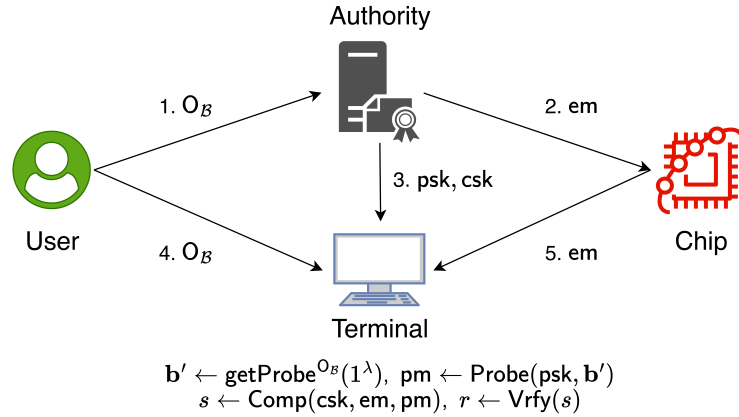 Authority
1. O_ℬ
2. em
3. psk, csk
User
Chip
4. O_ℬ
5. em
Terminal
b′ ← getProbe^{O_ℬ}(1^λ), pm ← Probe(psk, b′)
s ← Comp(csk, em, pm), r ← Vrfy(s)